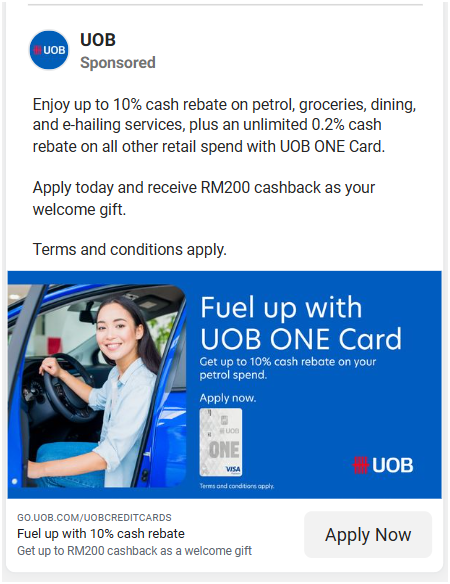 UOB
UOB
Sponsored
Enjoy up to 10% cash rebate on petrol, groceries, dining,
and e-hailing services, plus an unlimited 0.2% cash
rebate on all other retail spend with UOB ONE Card.
Apply today and receive RM200 cashback as your
welcome gift.
Terms and conditions apply.
Fuel up with
UOB ONE Card
Get up to 10% cash rebate on your
petrol spend.
Apply now.
UOB
ONE
VISA
UOB
Terms and conditions apply.
GO.UOB.COM/UOBCREDITCARDS
Fuel up with 10% cash rebate
Get up to RM200 cashback as a welcome gift
Apply Now